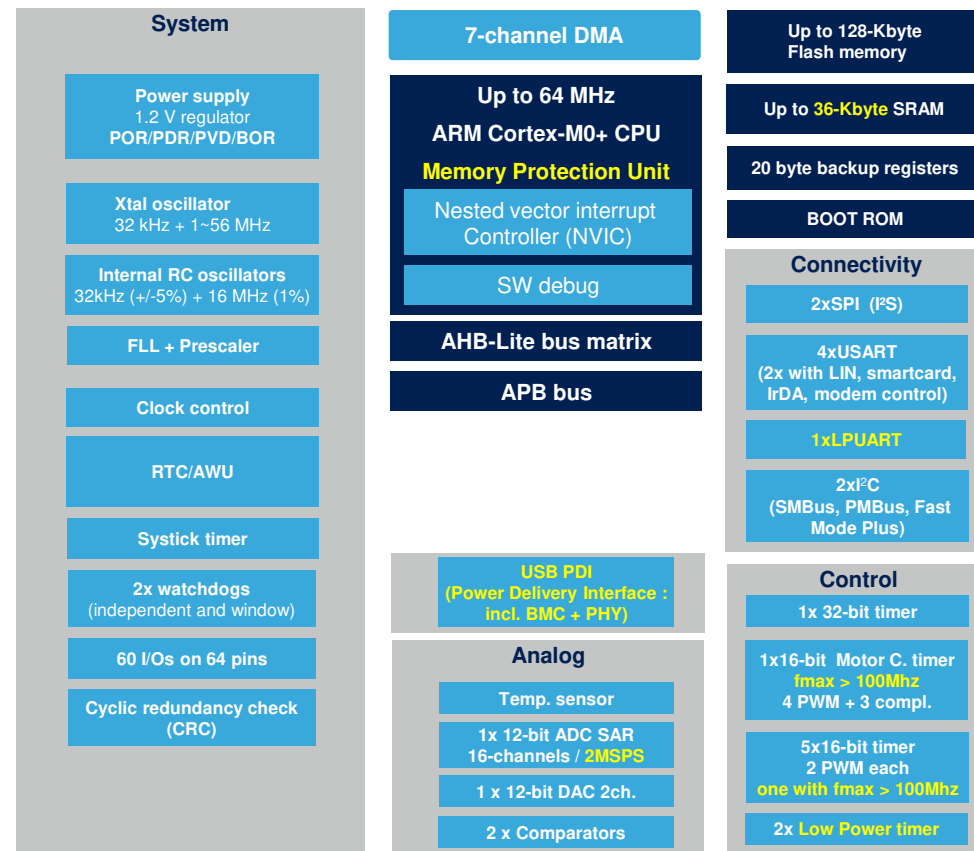 System
Power supply
1.2 V regulator
POR/PDR/PVD/BOR
Xtal oscillator
32 kHz + 1~56 MHz
Internal RC oscillators
32kHz (+/-5%) + 16 MHz (1%)
FLL + Prescaler
Clock control
RTC/AWU
Systick timer
2x watchdogs
(independent and window)
60 I/Os on 64 pins
Cyclic redundancy check
(CRC)
7-channel DMA
Up to 64 MHz
ARM Cortex-M0+ CPU
Memory Protection Unit
Nested vector interrupt
Controller (NVIC)
SW debug
AHB-Lite bus matrix
APB bus
USB PDI
(Power Delivery Interface :
incl. BMC + PHY)
Analog
Temp. sensor
1x 12-bit ADC SAR
16-channels / 2MSPS
1 x 12-bit DAC 2ch.
2 x Comparators
Up to 128-Kbyte
Flash memory
Up to 36-Kbyte SRAM
20 byte backup registers
BOOT ROM
Connectivity
2xSPI (I²S)
4xUSART
(2x with LIN, smartcard,
IrDA, modem control)
1xLPUART
2xI²C
(SMBus, PMBus, Fast
Mode Plus)
Control
1x 32-bit timer
1x16-bit Motor C. timer
fmax > 100Mhz
4 PWM + 3 compl.
5x16-bit timer
2 PWM each
one with fmax > 100Mhz
2x Low Power timer